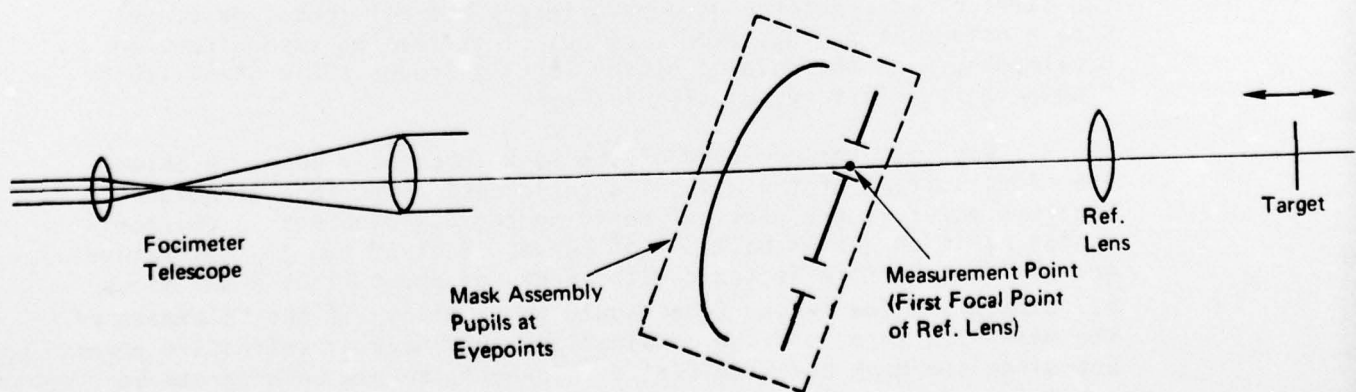 Focimeter
Telescope
Mask Assembly
Pupils at
Eyepoints
Measurement Point
(First Focal Point
of Ref. Lens)
Ref.
Lens
Target